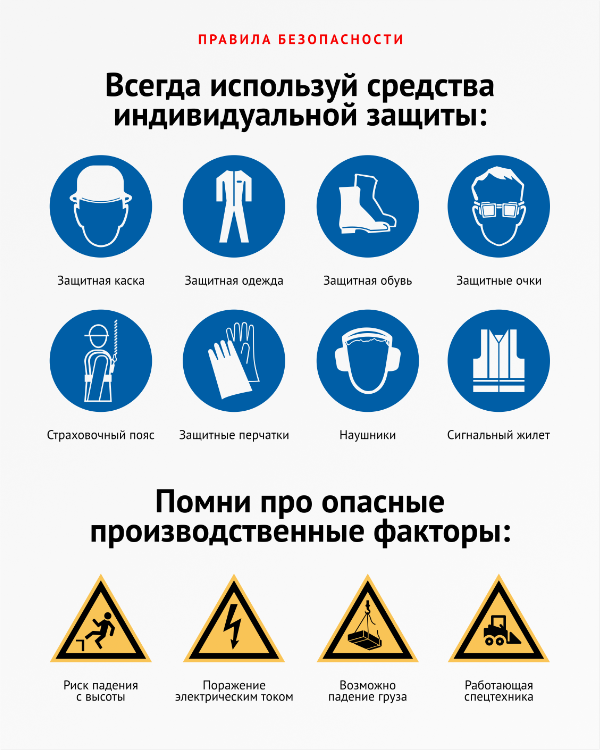 ПРАВИЛА БЕЗОПАСНОСТИ
Всегда используй средства
индивидуальной защиты:
Защитная каска
Защитная одежда
Защитная обувь
Защитные очки
Страховочный пояс
Защитные перчатки
Наушники
Сигнальный жилет
Помни про опасные
производственные факторы:
Риск падения
с высоты
Поражение
электрическим током
Возможно
падение груза
Работающая
спецтехника